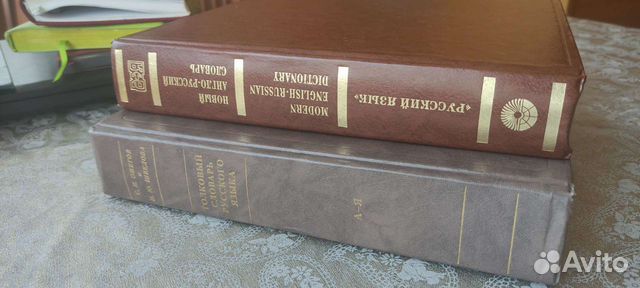 НОВЫЙ
АНГЛО-РУССКИЙ
СЛОВАРЬ
MODERN
ENGLISH-RUSSIAN
DICTIONARY
«РУССКИЙ ЯЗЫК»
С. И. ОЖЕГОВ
Н. Ю. ШВЕДОВА
ТОЛКОВЫЙ
СЛОВАРЬ
РУССКОГО
ЯЗЫКА
А–Я
Avito